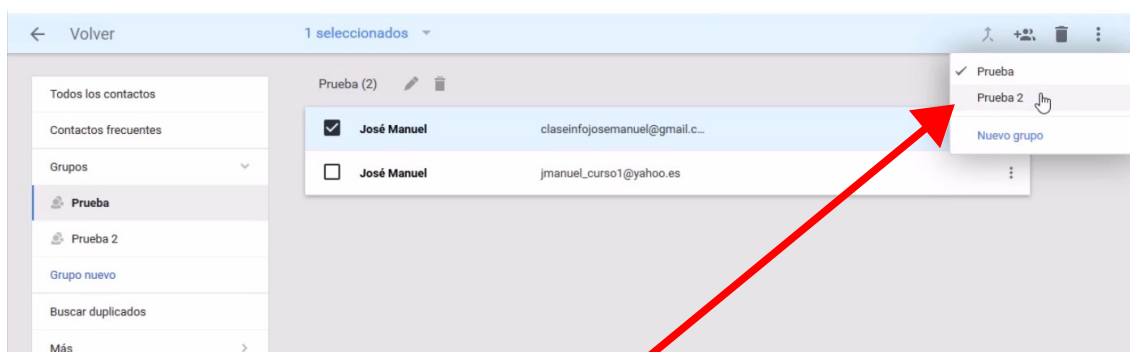 Volver
1 seleccionados
Todos los contactos
Contactos frecuentes
Grupos
Prueba
Prueba 2
Grupo nuevo
Buscar duplicados
Más
Prueba (2)
José Manuel claseinfojosemanuel@gmail.c...
José Manuel jmanuel_curso1@yahoo.es
Prueba
Prueba 2
Nuevo grupo